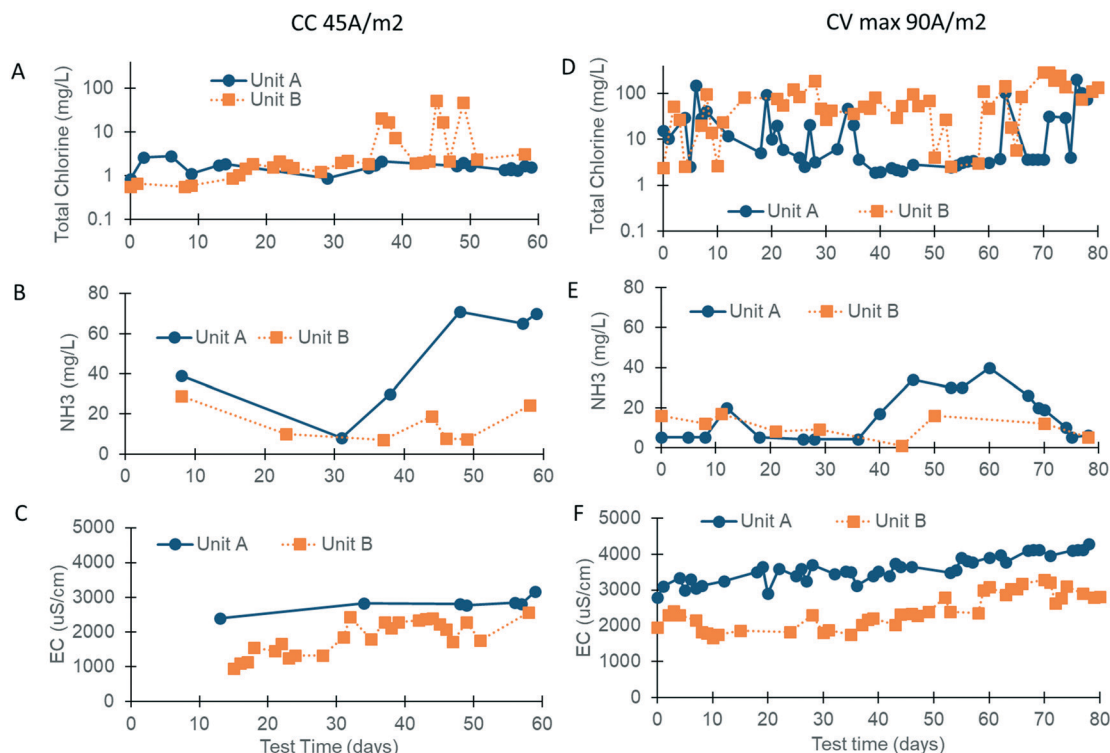 CC 45A/m2
CV max 90A/m2
A
Total Chlorine (mg/L)
100
10
1
0.1
Unit A
Unit B
0 10 20 30 40 50 60
D
Total Chlorine (mg/L)
100
10
1
0.1
Unit A Unit B
0 10 20 30 40 50 60 70 80
B
NH3 (mg/L)
80
60
40
20
0
Unit A Unit B
0 10 20 30 40 50 60
E
NH3 (mg/L)
80
60
40
20
0
Unit A Unit B
0 10 20 30 40 50 60 70 80
C
EC (uS/cm)
5000
4000
3000
2000
1000
0
Unit A Unit B
0 10 20 30 40 50 60
Test Time (days)
F
EC (uS/cm)
5000
4000
3000
2000
1000
0
Unit A Unit B
0 10 20 30 40 50 60 70 80
Test time (days)